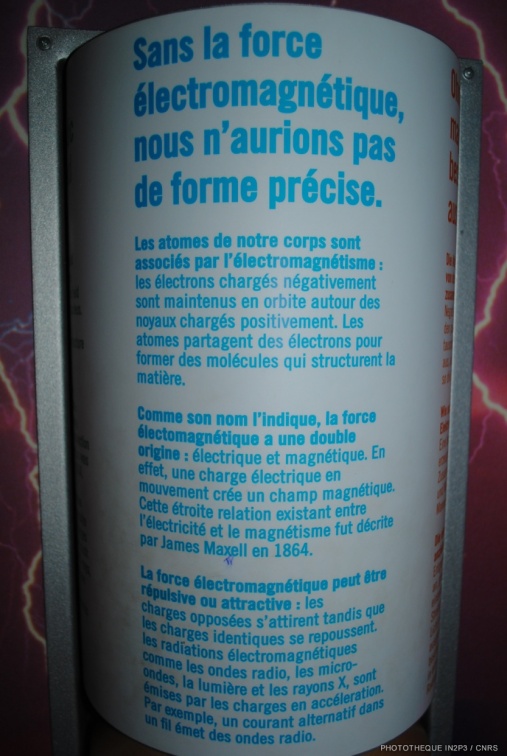 Sans la force
électromagnétique,
nous n'aurions pas
de forme précise.
Les atomes de notre corps sont
associés par l'électromagnétisme :
les électrons chargés négativement
sont maintenus en orbite autour des
noyaux chargés positivement. Les
atomes partagent des électrons pour
former des molécules qui structurent la
matière.
Comme son nom l'indique, la force
électomagnétique a une double
origine : électrique et magnétique. En
effet, une charge électrique en
mouvement crée un champ magnétique.
Cette étroite relation existant entre
l'électricité et le magnétisme fut décrite
par James Maxell en 1864.
La force électromagnétique peut être
répulsive ou attractive : les
charges opposées s'attirent tandis que
les charges identiques se repoussent.
les radiations électromagnétiques
comme les ondes radio, les micro-
ondes, la lumière et les rayons X, sont
émises par les charges en accéleration.
Par exemple, un courant alternatif dans
un fil émet des ondes radio.
PHOTOTHEQUE IN2P3 / CNRS